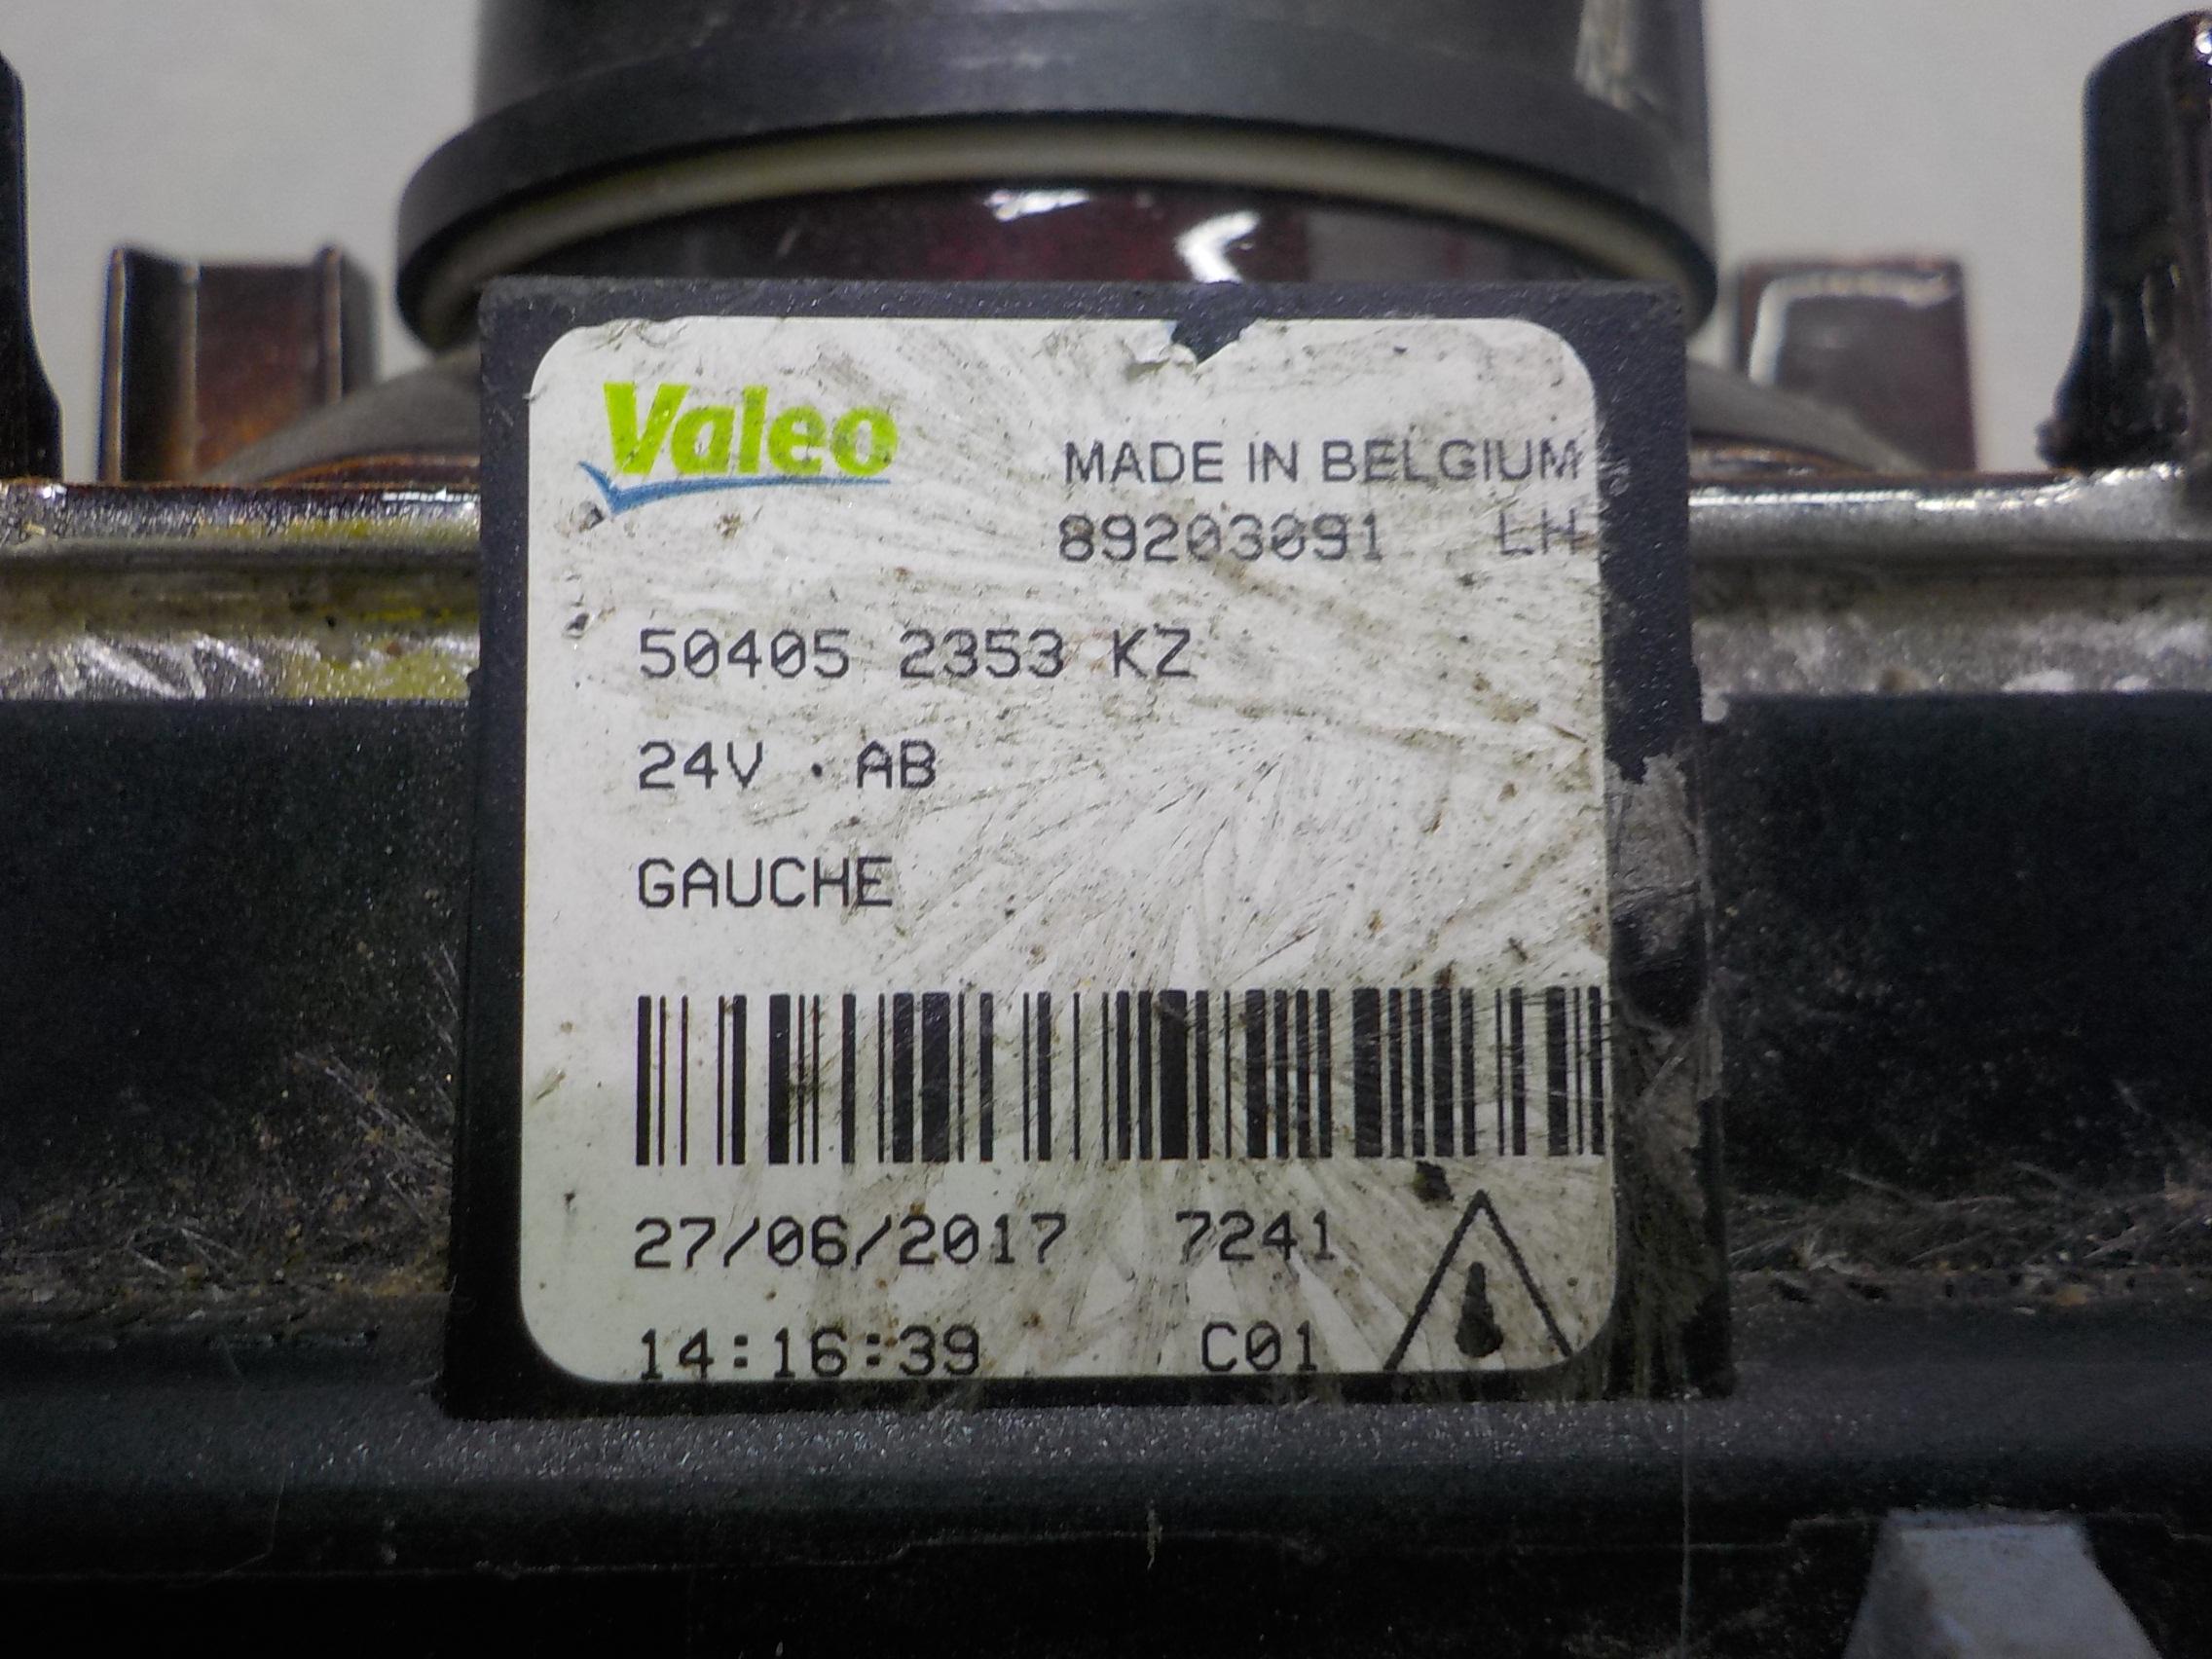 Valeo
MADE IN BELGIUM
89203091 LH
50405 2353 KZ
24V · AB
GAUCHE
27/06/2017 7241
14:16:39 C01